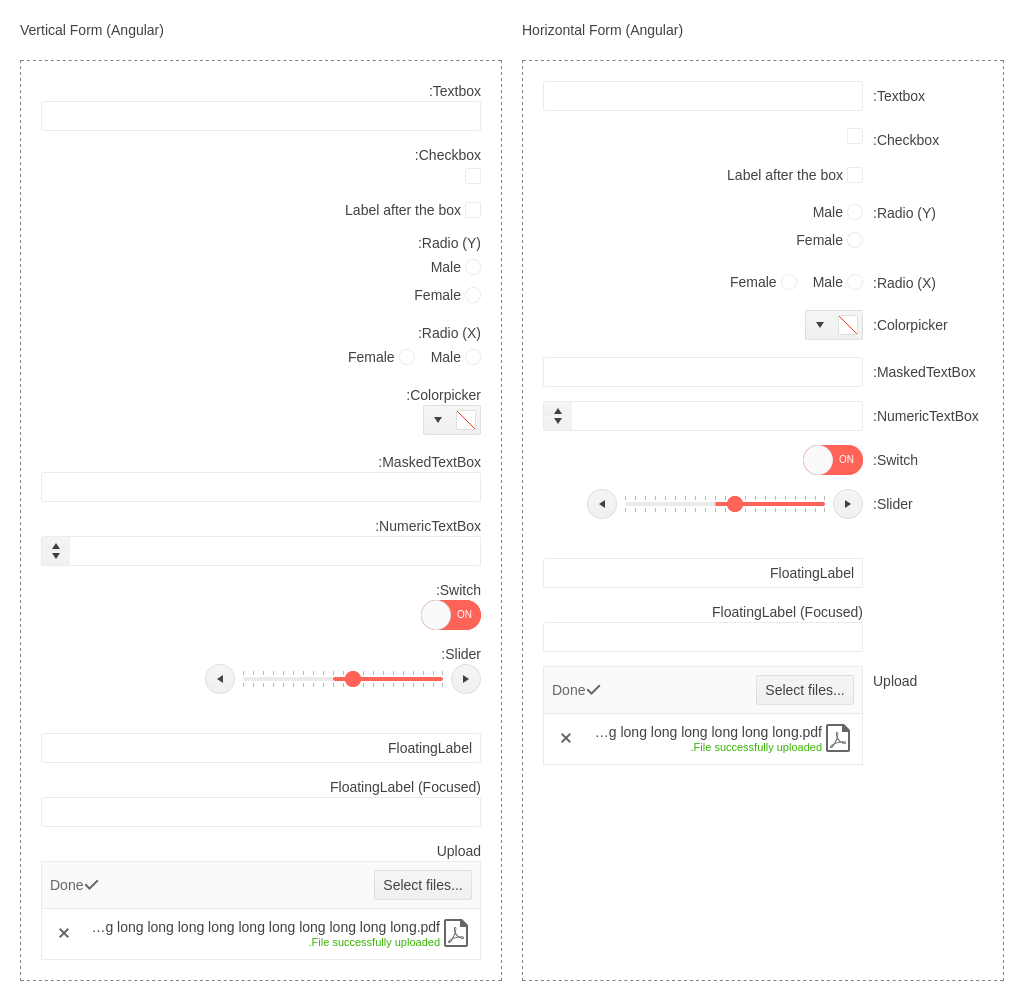 Vertical Form (Angular)
:Textbox
:Checkbox
Label after the box
:Radio (Y)
Male
Female
:Radio (X)
Female Male
:Colorpicker
:MaskedTextBox
:NumericTextBox
:Switch
ON
:Slider
FloatingLabel
FloatingLabel (Focused)
Upload
Done Select files...
...g long long long long long long long long long long.pdf
.File successfully uploaded
Horizontal Form (Angular)
:Textbox
:Checkbox
Label after the box
Male :Radio (Y)
Female
Female Male :Radio (X)
:Colorpicker
:MaskedTextBox
:NumericTextBox
ON :Switch
:Slider
FloatingLabel
FloatingLabel (Focused)
Done Select files... Upload
...g long long long long long long.pdf
.File successfully uploaded